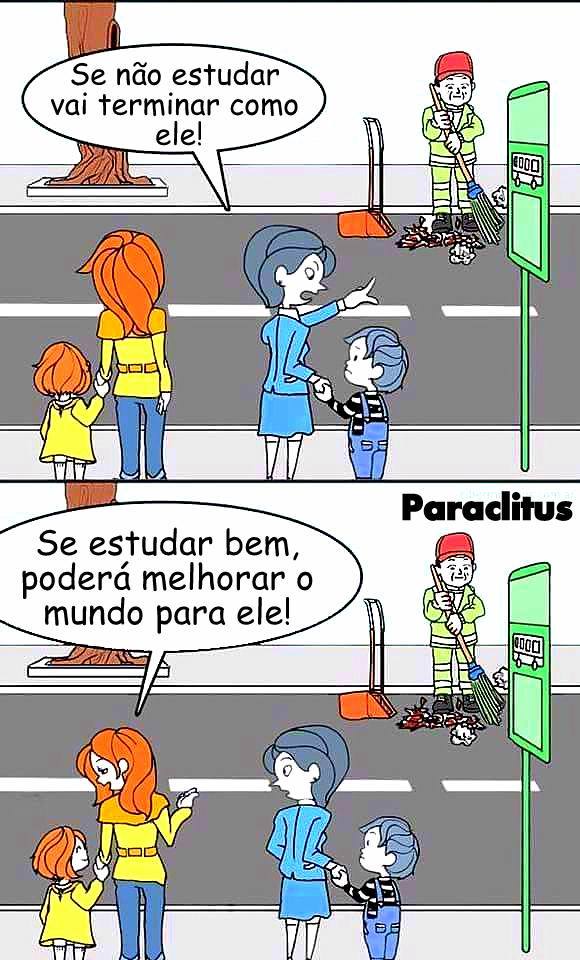 Se não estudar
vai terminar como
ele!
Paraclitus
Se estudar bem,
poderá melhorar o
mundo para ele!